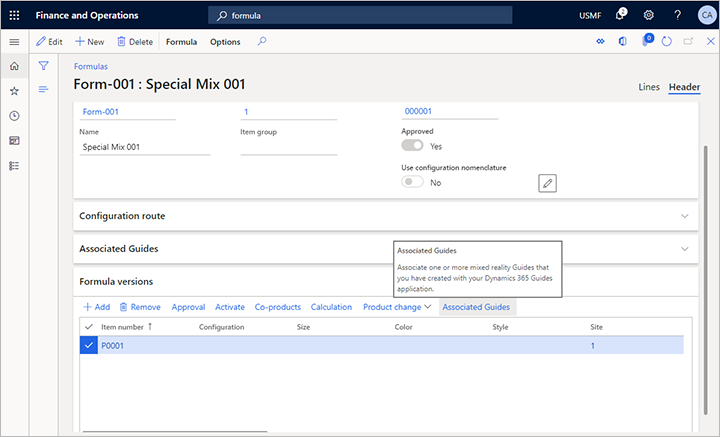 Finance and Operations
formula
USMF
2
CA
Edit
New
Delete
Formula
Options
0
Formulas
Form-001 : Special Mix 001
Lines
Header
Form-001
1
000001
Name
Item group
Approved
Special Mix 001
Yes
Use configuration nomenclature
No
Configuration route
Associated Guides
Associated Guides
Associate one or more mixed reality Guides that
you have created with your Dynamics 365 Guides
application.
Formula versions
Add
Remove
Approval
Activate
Co-products
Calculation
Product change
Associated Guides
Item number
Configuration
Size
Color
Style
Site
P0001
1